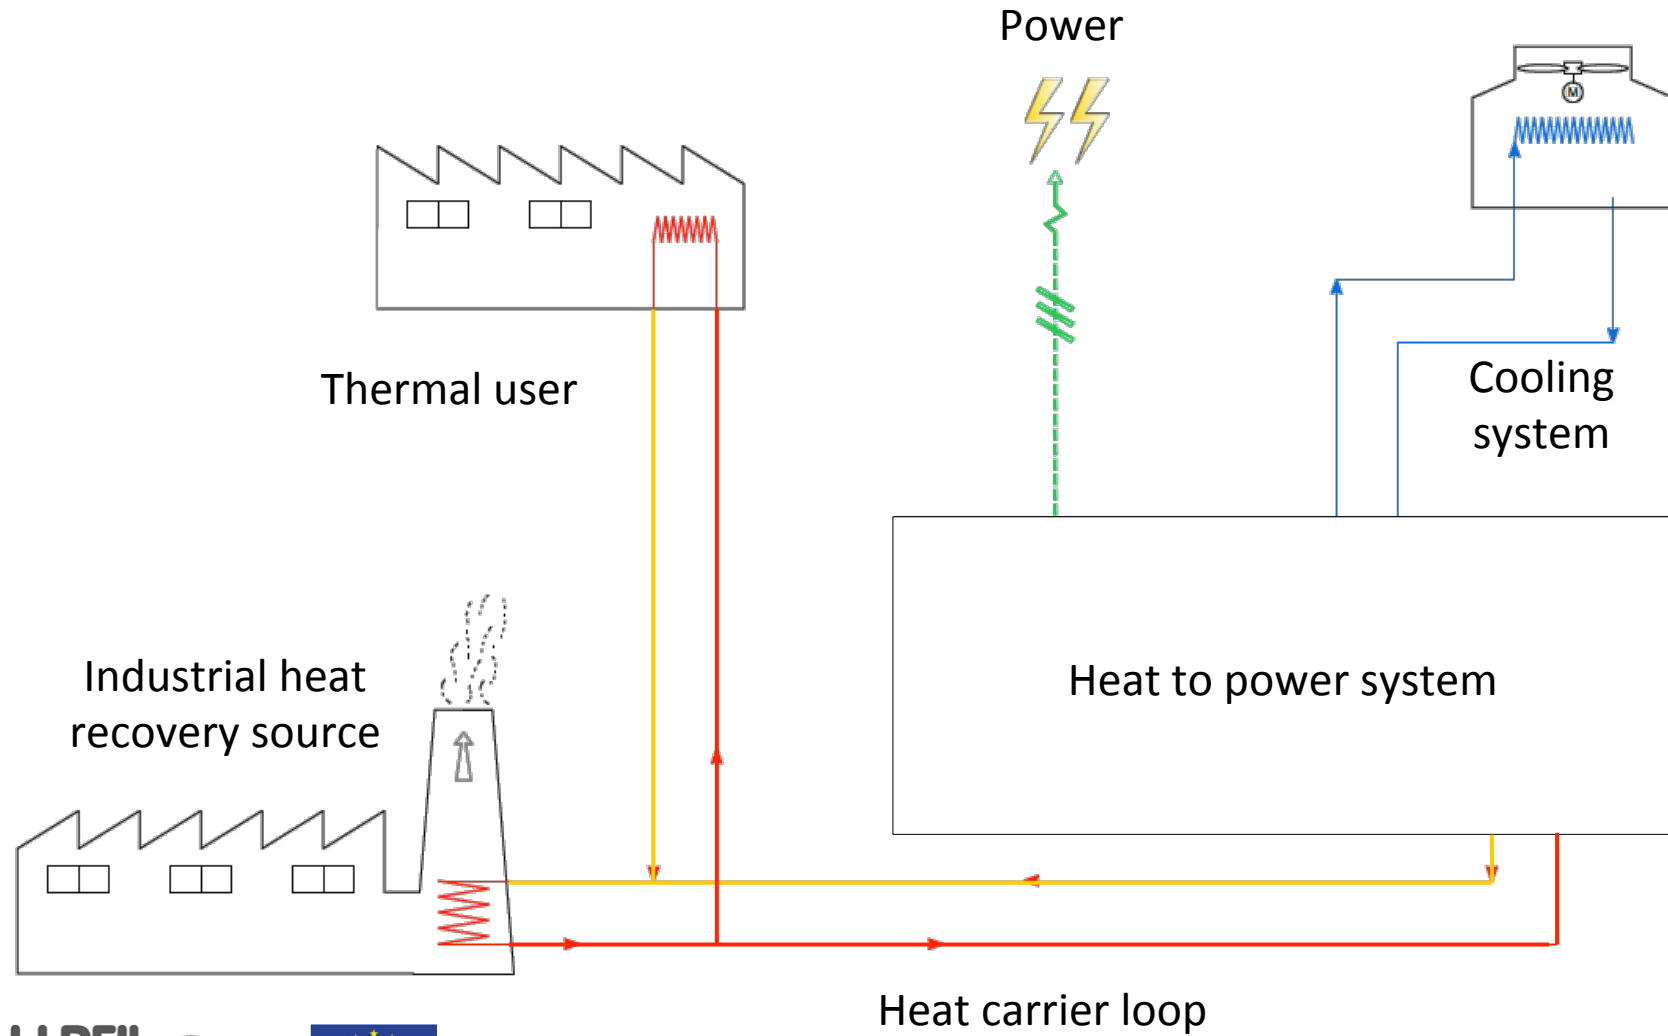 Power
M
Thermal user
Cooling
system
Industrial heat
recovery source
Heat to power system
Heat carrier loop